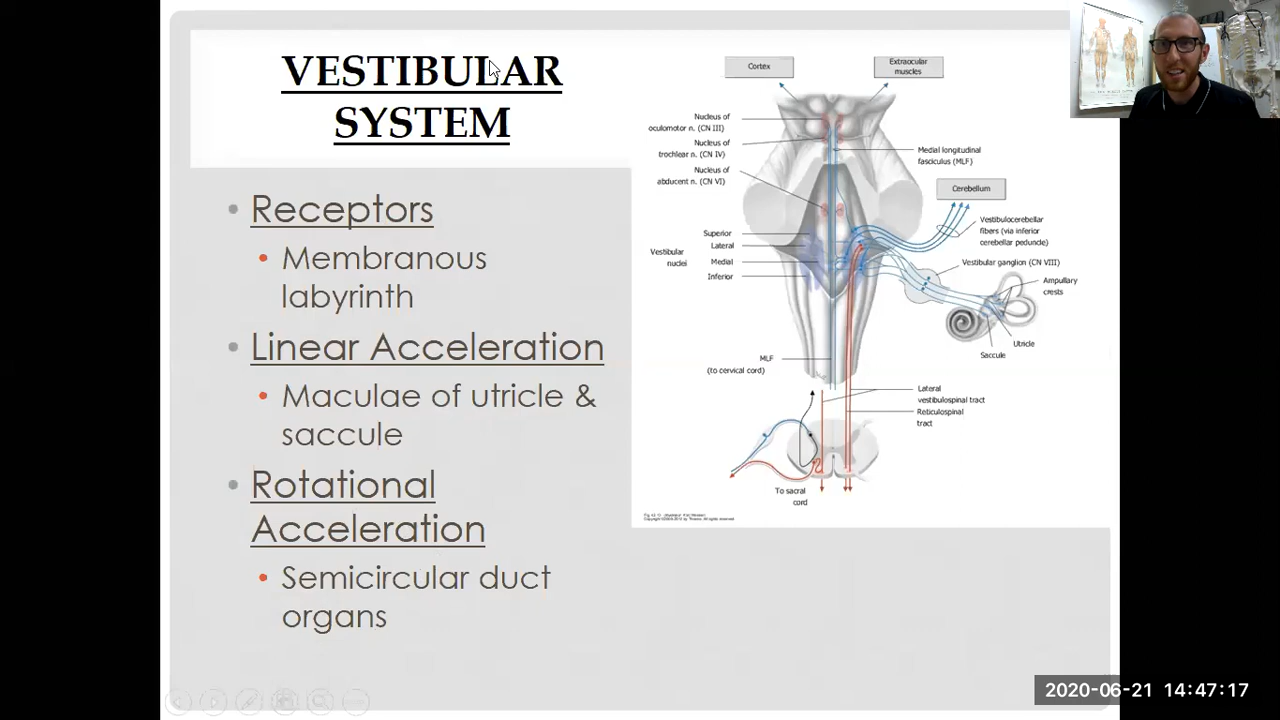 VESTIBULAR
SYSTEM
• Receptors
• Membranous
labyrinth
• Linear Acceleration
• Maculae of utricle &
saccule
• Rotational
Acceleration
• Semicircular duct
organs
Cortex
Extraocular
muscles
Nucleus of
oculomotor n. (CN III)
Nucleus of
trochlear n. (CN IV)
Nucleus of
abducent n. (CN VI)
Medial longitudinal
fasciculus (MLF)
Cerebellum
Vestibulocerebellar
fibers (via inferior
cerebellar peduncle)
Superior
Lateral
Vestibular
nuclei
Medial
Inferior
Vestibular ganglion (CN VIII)
Ampullary
crests
Utricle
Saccule
MLF
(to cervical cord)
Lateral
vestibulospinal tract
Reticulospinal
tract
To sacral
cord
2020-06-21 14:47:17